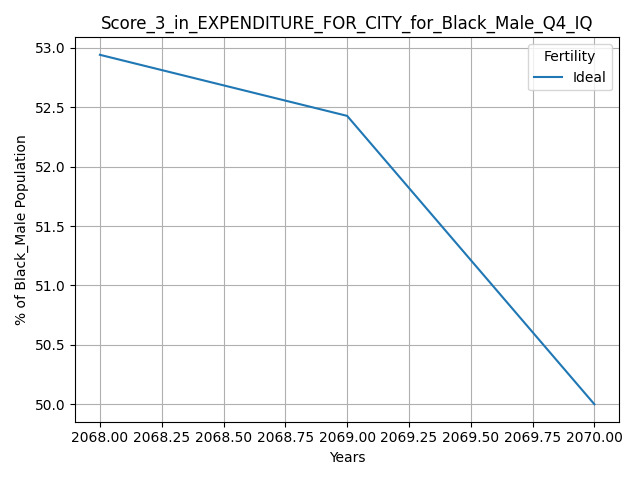 Score_3_in_EXPENDITURE_FOR_CITY_for_Black_Male_Q4_IQ
Fertility
Ideal
% of Black_Male Population
53.0
52.5
52.0
51.5
51.0
50.5
50.0
2068.00 2068.25 2068.50 2068.75 2069.00 2069.25 2069.50 2069.75 2070.00
Years